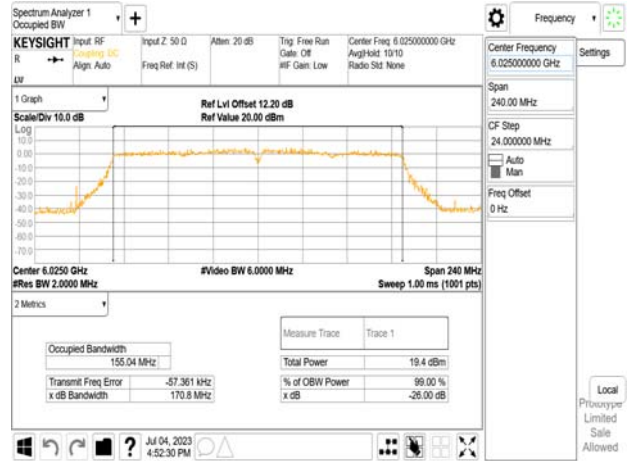 Spectrum Analyzer 1
Occupied BW
Frequency
KEYSIGHT
Input: RF
Coupling: DC
Align: Auto
Input Z: 50 Ω
Freq Ref: Int (S)
Atten: 20 dB
Trig: Free Run
Gate: Off
#IF Gain: Low
Center Freq: 6.025000000 GHz
Avg|Hold: 10/10
Radio Std: None
R
LXI
Center Frequency
6.025000000 GHz
Settings
Span
240.00 MHz
CF Step
24.000000 MHz
Auto
Man
Freq Offset
0 Hz
1 Graph
Scale/Div 10.0 dB
Ref Lvl Offset 12.20 dB
Ref Value 20.00 dBm
Log
10.0
0.00
-10.0
-20.0
-30.0
-40.0
-50.0
-60.0
-70.0
Center 6.0250 GHz
#Res BW 2.0000 MHz
#Video BW 6.0000 MHz
Span 240 MHz
Sweep 1.00 ms (1001 pts)
2 Metrics
Measure Trace
Trace 1
Occupied Bandwidth
155.04 MHz
Total Power
19.4 dBm
Transmit Freq Error
-57.361 kHz
% of OBW Power
99.00 %
x dB Bandwidth
170.8 MHz
x dB
-26.00 dB
Local
Prototype
Limited
Sale
Allowed
?
Jul 04, 2023
4:52:30 PM